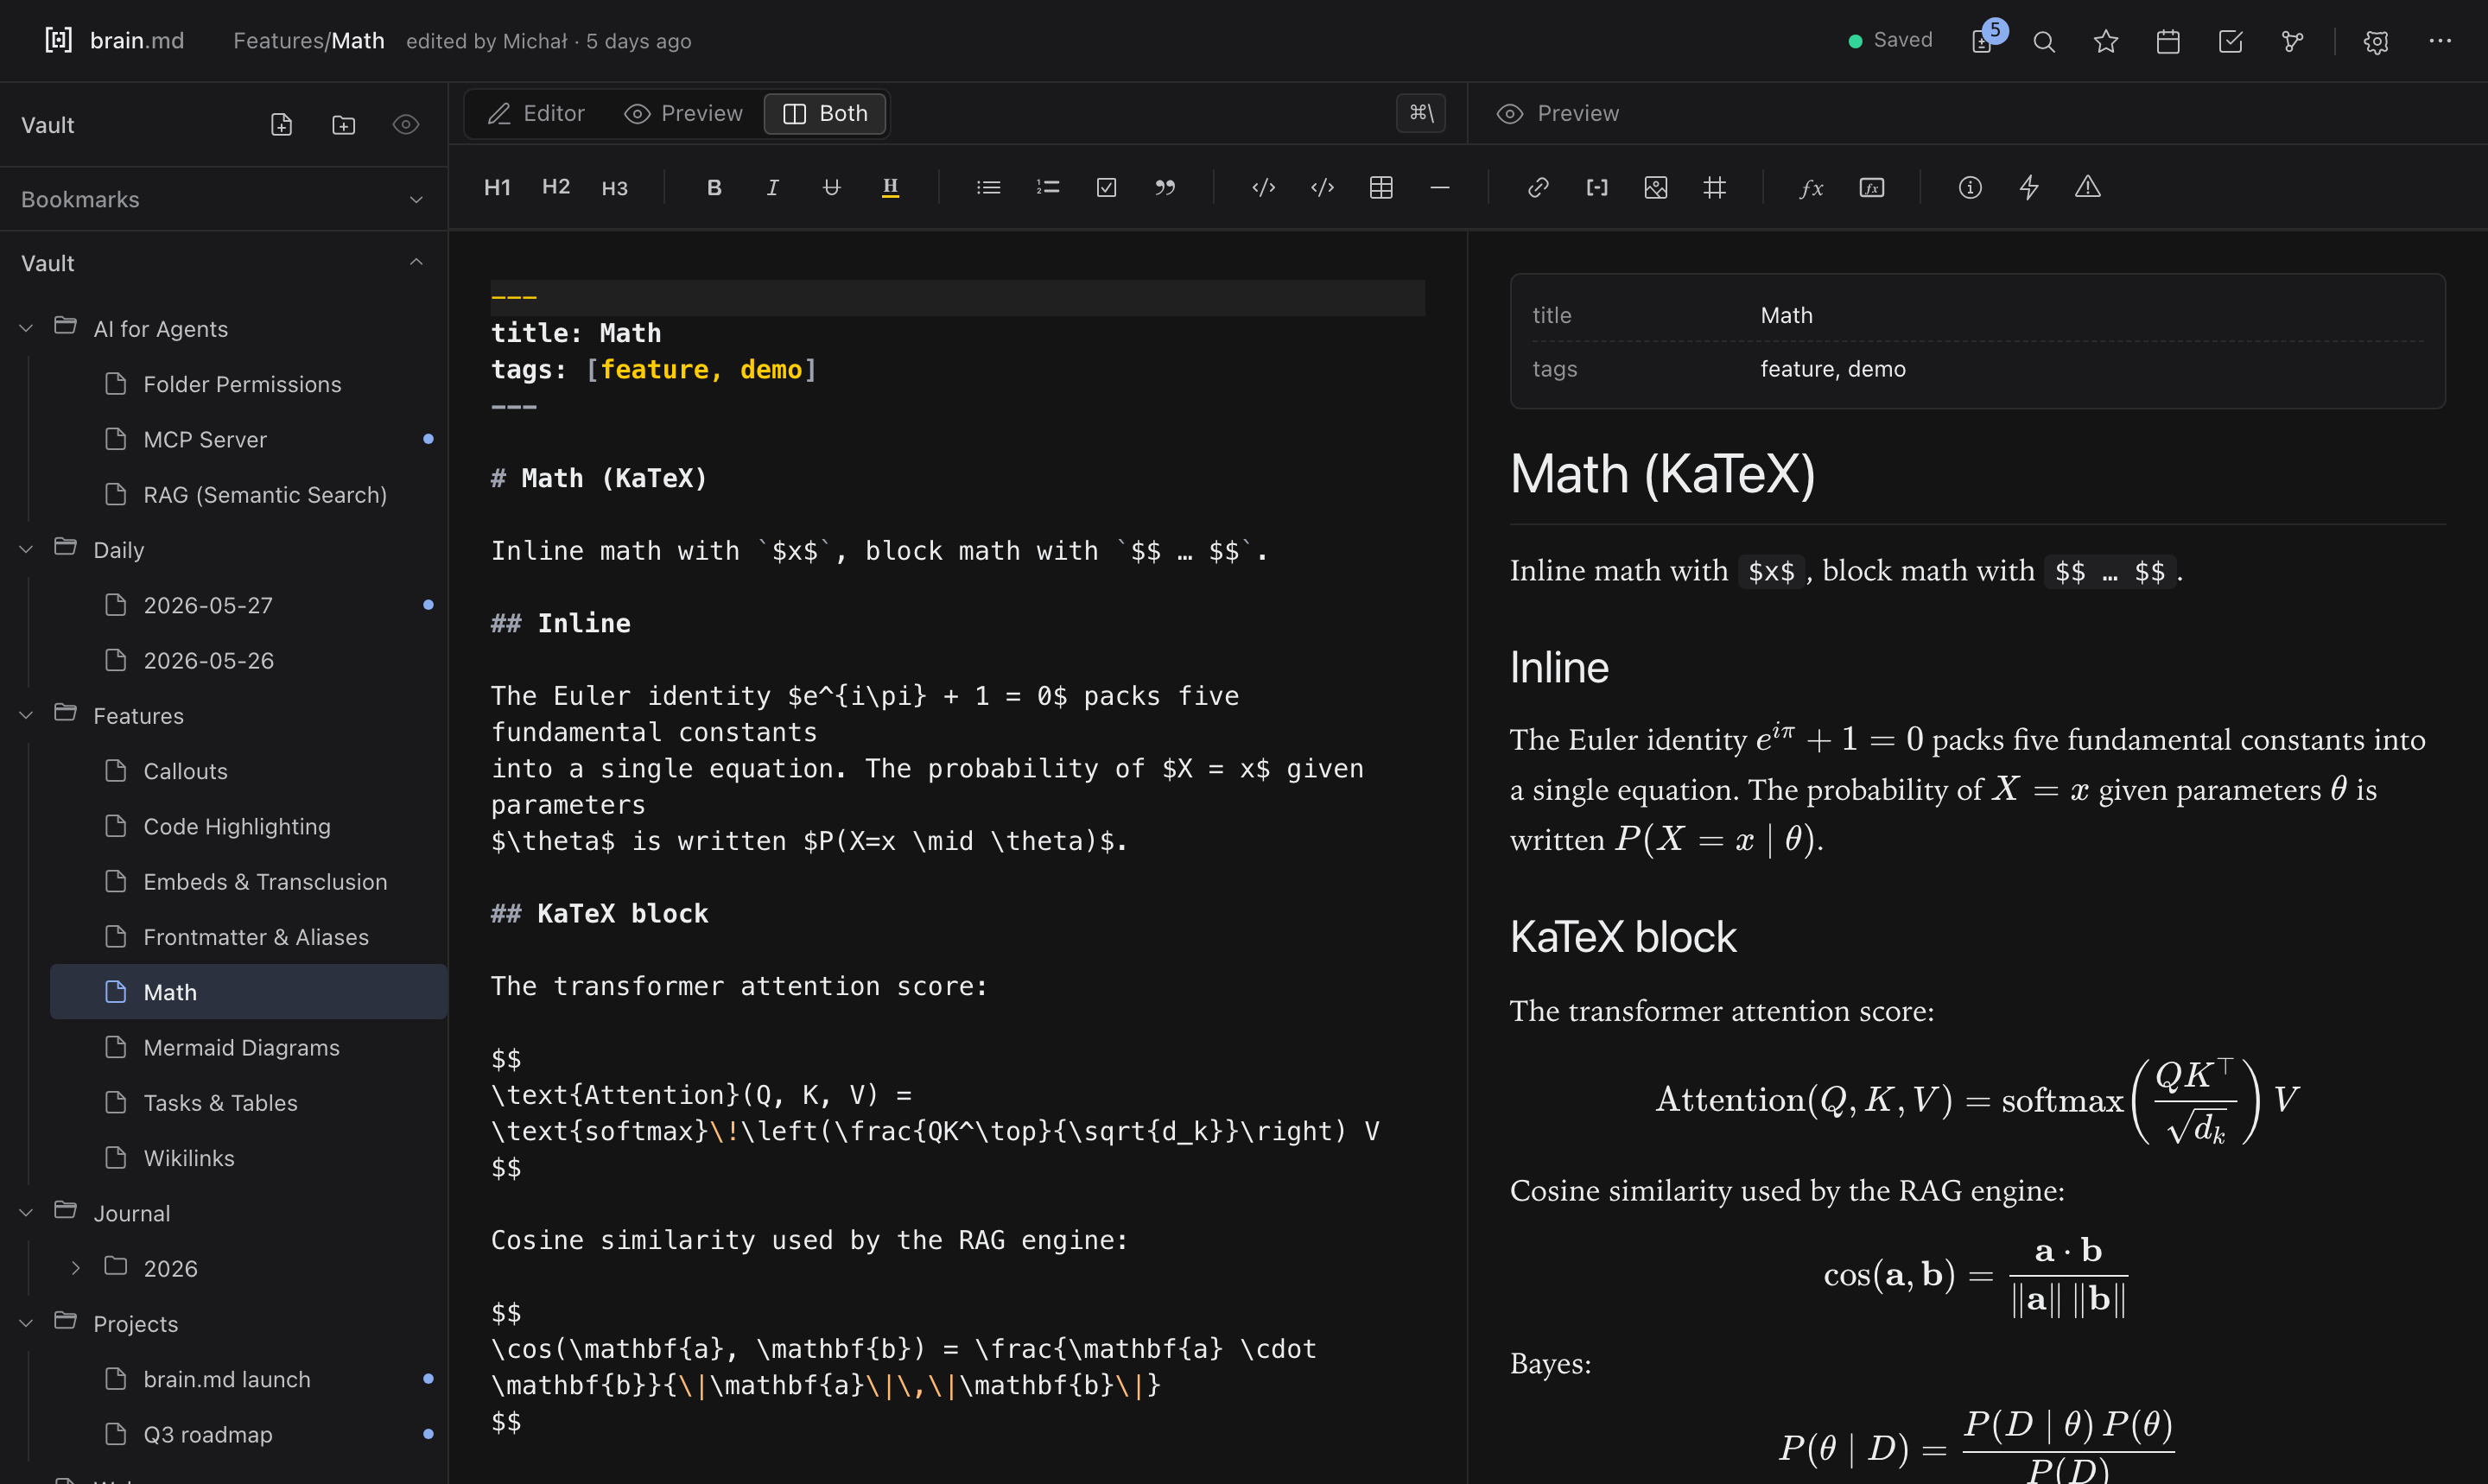 brain.md
Features/Math edited by Michał · 5 days ago
Saved
5
Vault
Bookmarks
Vault
AI for Agents
Folder Permissions
MCP Server
RAG (Semantic Search)
Daily
2026-05-27
2026-05-26
Features
Callouts
Code Highlighting
Embeds & Transclusion
Frontmatter & Aliases
Math
Mermaid Diagrams
Tasks & Tables
Wikilinks
Journal
2026
Projects
brain.md launch
Q3 roadmap
Editor
Preview
Both
⌘\
H1 H2 H3 B I U H
fx fx
---
title: Math
tags: [feature, demo]
---
# Math (KaTeX)
Inline math with `$x$`, block math with `$$ … $$`.
## Inline
The Euler identity $e^{i\pi} + 1 = 0$ packs five
fundamental constants
into a single equation. The probability of $X = x$ given
parameters
$\theta$ is written $P(X=x \mid \theta)$.
## KaTeX block
The transformer attention score:
$$
\text{Attention}(Q, K, V) =
\text{softmax}\!\left(\frac{QK^\top}{\sqrt{d_k}}\right) V
$$
Cosine similarity used by the RAG engine:
$$
\cos(\mathbf{a}, \mathbf{b}) = \frac{\mathbf{a} \cdot
\mathbf{b}}{\|\mathbf{a}\|\,\|\mathbf{b}\|}
$$
Preview
title Math
tags feature, demo
Math (KaTeX)
Inline math with $x$, block math with $$ … $$.
Inline
The Euler identity e^{iπ} + 1 = 0 packs five fundamental constants into
a single equation. The probability of X = x given parameters θ is
written P(X = x | θ).
KaTeX block
The transformer attention score:
Attention(Q, K, V) = softmax(QK^⊤ / √d_k) V
Cosine similarity used by the RAG engine:
cos(a, b) = a · b / ‖a‖ ‖b‖
Bayes:
P(θ | D) = P(D | θ) P(θ) / P(D)